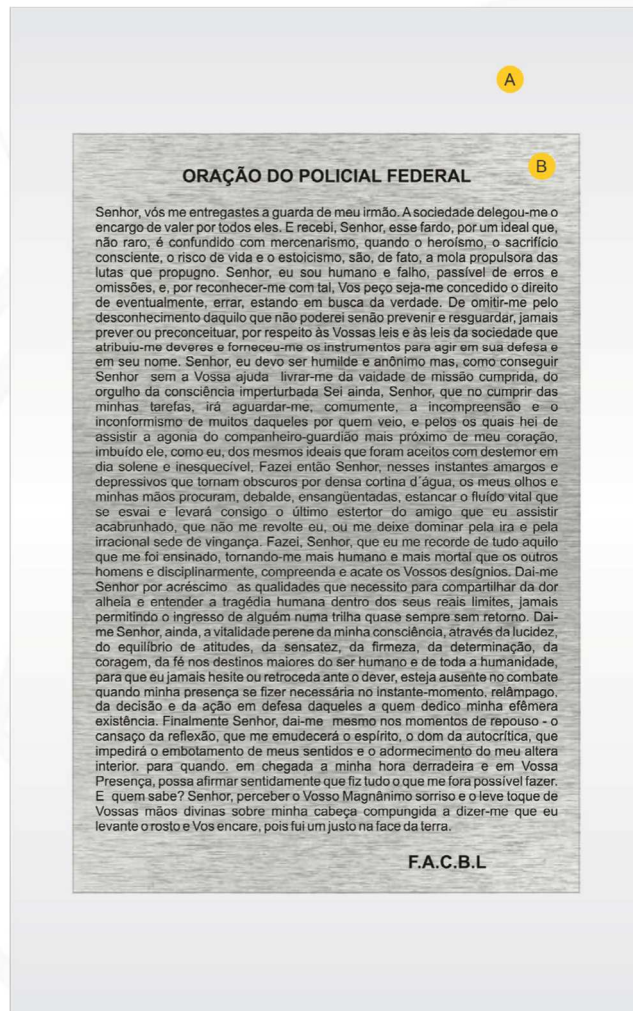 A
B
ORAÇÃO DO POLICIAL FEDERAL
Senhor, vós me entregastes a guarda de meu irmão. A sociedade delegou-me o
encargo de valer por todos eles. E recebi, Senhor, esse fardo, por um ideal que,
não raro, é confundido com mercenarismo, quando o heroísmo, o sacrifício
consciente, o risco de vida e o estoicismo, são, de fato, a mola propulsora das
lutas que propugno. Senhor, eu sou humano e falho, passível de erros e
omissões, e, por reconhecer-me com tal, Vos peço seja-me concedido o direito
de eventualmente, errar, estando em busca da verdade. De omitir-me pelo
desconhecimento daquilo que não poderei senão prevenir e resguardar, jamais
prever ou preconceituar, por respeito às Vossas leis e às leis da sociedade que
atribuiu-me deveres e forneceu-me os instrumentos para agir em sua defesa e
em seu nome. Senhor, eu devo ser humilde e anônimo mas, como conseguir
Senhor sem a Vossa ajuda livrar-me da vaidade de missão cumprida, do
orgulho da consciência imperturbada Sei ainda, Senhor, que no cumprir das
minhas tarefas, irá aguardar-me, comumente, a incompreensão e o
inconformismo de muitos daqueles por quem veio, e pelos os quais hei de
assistir a agonia do companheiro-guardião mais próximo de meu coração,
imbuído ele, como eu, dos mesmos ideais que foram aceitos com destemor em
dia solene e inesquecível, Fazei então Senhor, nesses instantes amargos e
depressivos que tornam obscuros por densa cortina d´água, os meus olhos e
minhas mãos procuram, debalde, ensangüentadas, estancar o fluído vital que
se esvai e levará consigo o último estertor do amigo que eu assistir
acabrunhado, que não me revolte eu, ou me deixe dominar pela ira e pela
irracional sede de vingança. Fazei, Senhor, que eu me recorde de tudo aquilo
que me foi ensinado, tornando-me mais humano e mais mortal que os outros
homens e disciplinarmente, compreenda e acate os Vossos desígnios. Dai-me
Senhor por acréscimo as qualidades que necessito para compartilhar da dor
alheia e entender a tragédia humana dentro dos seus reais limites, jamais
permitindo o ingresso de alguém numa trilha quase sempre sem retorno. Dai-
me Senhor, ainda, a vitalidade perene da minha consciência, através da lucidez,
do equilíbrio de atitudes, da sensatez, da firmeza, da determinação, da
coragem, da fé nos destinos maiores do ser humano e de toda a humanidade,
para que eu jamais hesite ou retroceda ante o dever, esteja ausente no combate
quando minha presença se fizer necessária no instante-momento, relâmpago,
da decisão e da ação em defesa daqueles a quem dedico minha efêmera
existência. Finalmente Senhor, dai-me mesmo nos momentos de repouso - o
cansaço da reflexão, que me emudecerá o espírito, o dom da autocrítica, que
impedirá o embotamento de meus sentidos e o adormecimento do meu altera
interior. para quando, em chegada a minha hora derradeira e em Vossa
Presença, possa afirmar sentidamente que fiz tudo o que me fora possível fazer.
E quem sabe? Senhor, perceber o Vosso Magnânimo sorriso e o leve toque de
Vossas mãos divinas sobre minha cabeça compungida a dizer-me que eu
levante o rosto e Vos encare, pois fui um justo na face da terra.
F.A.C.B.L